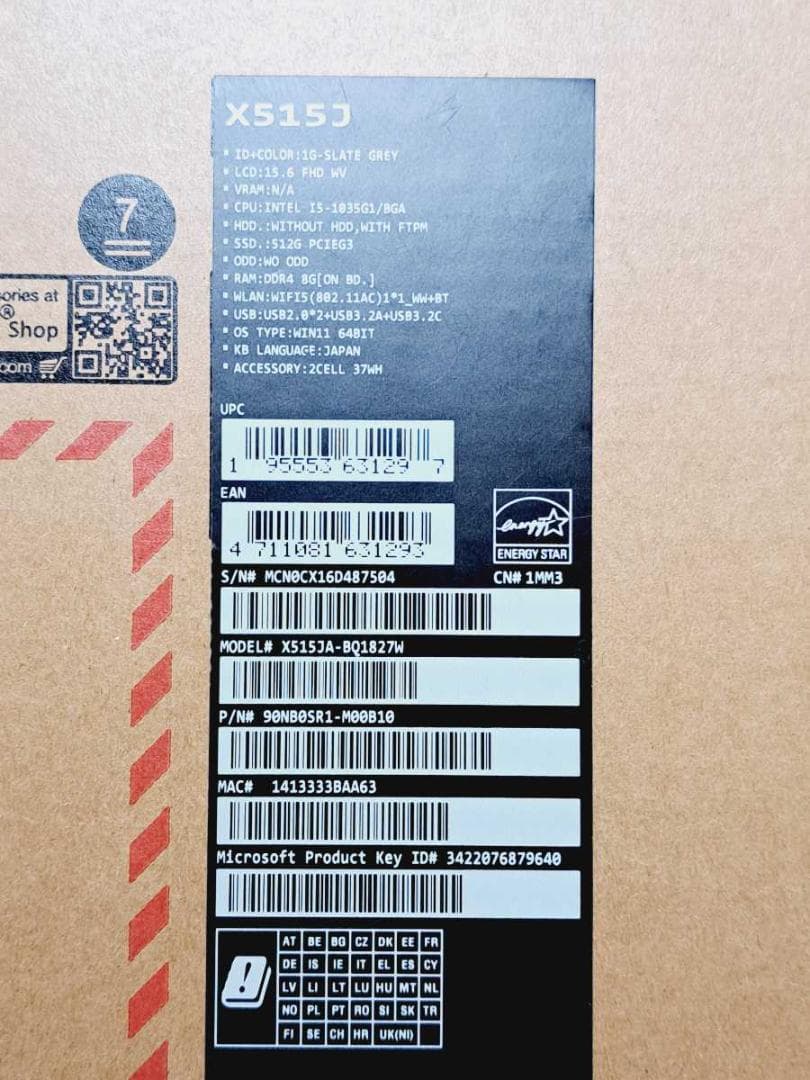 X515J
ID+COLOR:1G-SLATE GREY
LCD:15.6 FHD WV
VRAM:N/A
CPU:INTEL I5-1035G1/BGA
HDD.:WITHOUT HDD,WITH FTPM
SSD.:512G PCIEG3
ODD:WO ODD
RAM:DDR4 8G[ON BD.]
WLAN:WIFI5(802.11AC)1*1_WW+BT
USB:USB2.0*2+USB3.2A+USB3.2C
OS TYPE:WIN11 64BIT
KB LANGUAGE:JAPAN
ACCESSORY:2CELL 37WH
7
ories at
®
Shop
com
UPC
1 95553 63129 7
EAN
4 711081 631293
energy
ENERGY STAR
S/N# MCN0CX16D487504 CN# 1MM3
MODEL# X515JA-BQ1827W
P/N# 90NB0SR1-M00B10
MAC# 1413333BAA63
Microsoft Product Key ID# 3422076879640
AT BE BG CZ DK EE FR
DE IS IE IT EL ES CY
LV LI LT LU HU MT NL
NO PL PT RO SI SK TR
FI SE CH HR UK(NI)